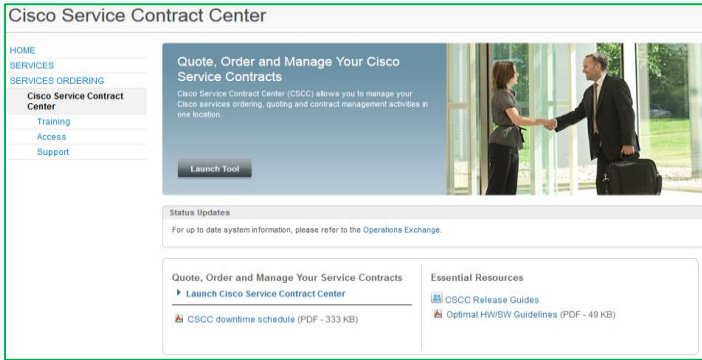 Cisco Service Contract Center
HOME
SERVICES
SERVICES ORDERING
Cisco Service Contract
Center
Training
Access
Support
Quote, Order and Manage Your Cisco
Service Contracts
Cisco Service Contract Center (CSCC) allows you to manage your
Cisco services ordering, quoting and contract management activities in
one location.
Launch Tool
Status Updates
For up to date system information, please refer to the Operations Exchange.
Quote, Order and Manage Your Service Contracts
Launch Cisco Service Contract Center
CSCC downtime schedule (PDF - 333 KB)
Essential Resources
CSCC Release Guides
Optimal HW/SW Guidelines (PDF - 49 KB)